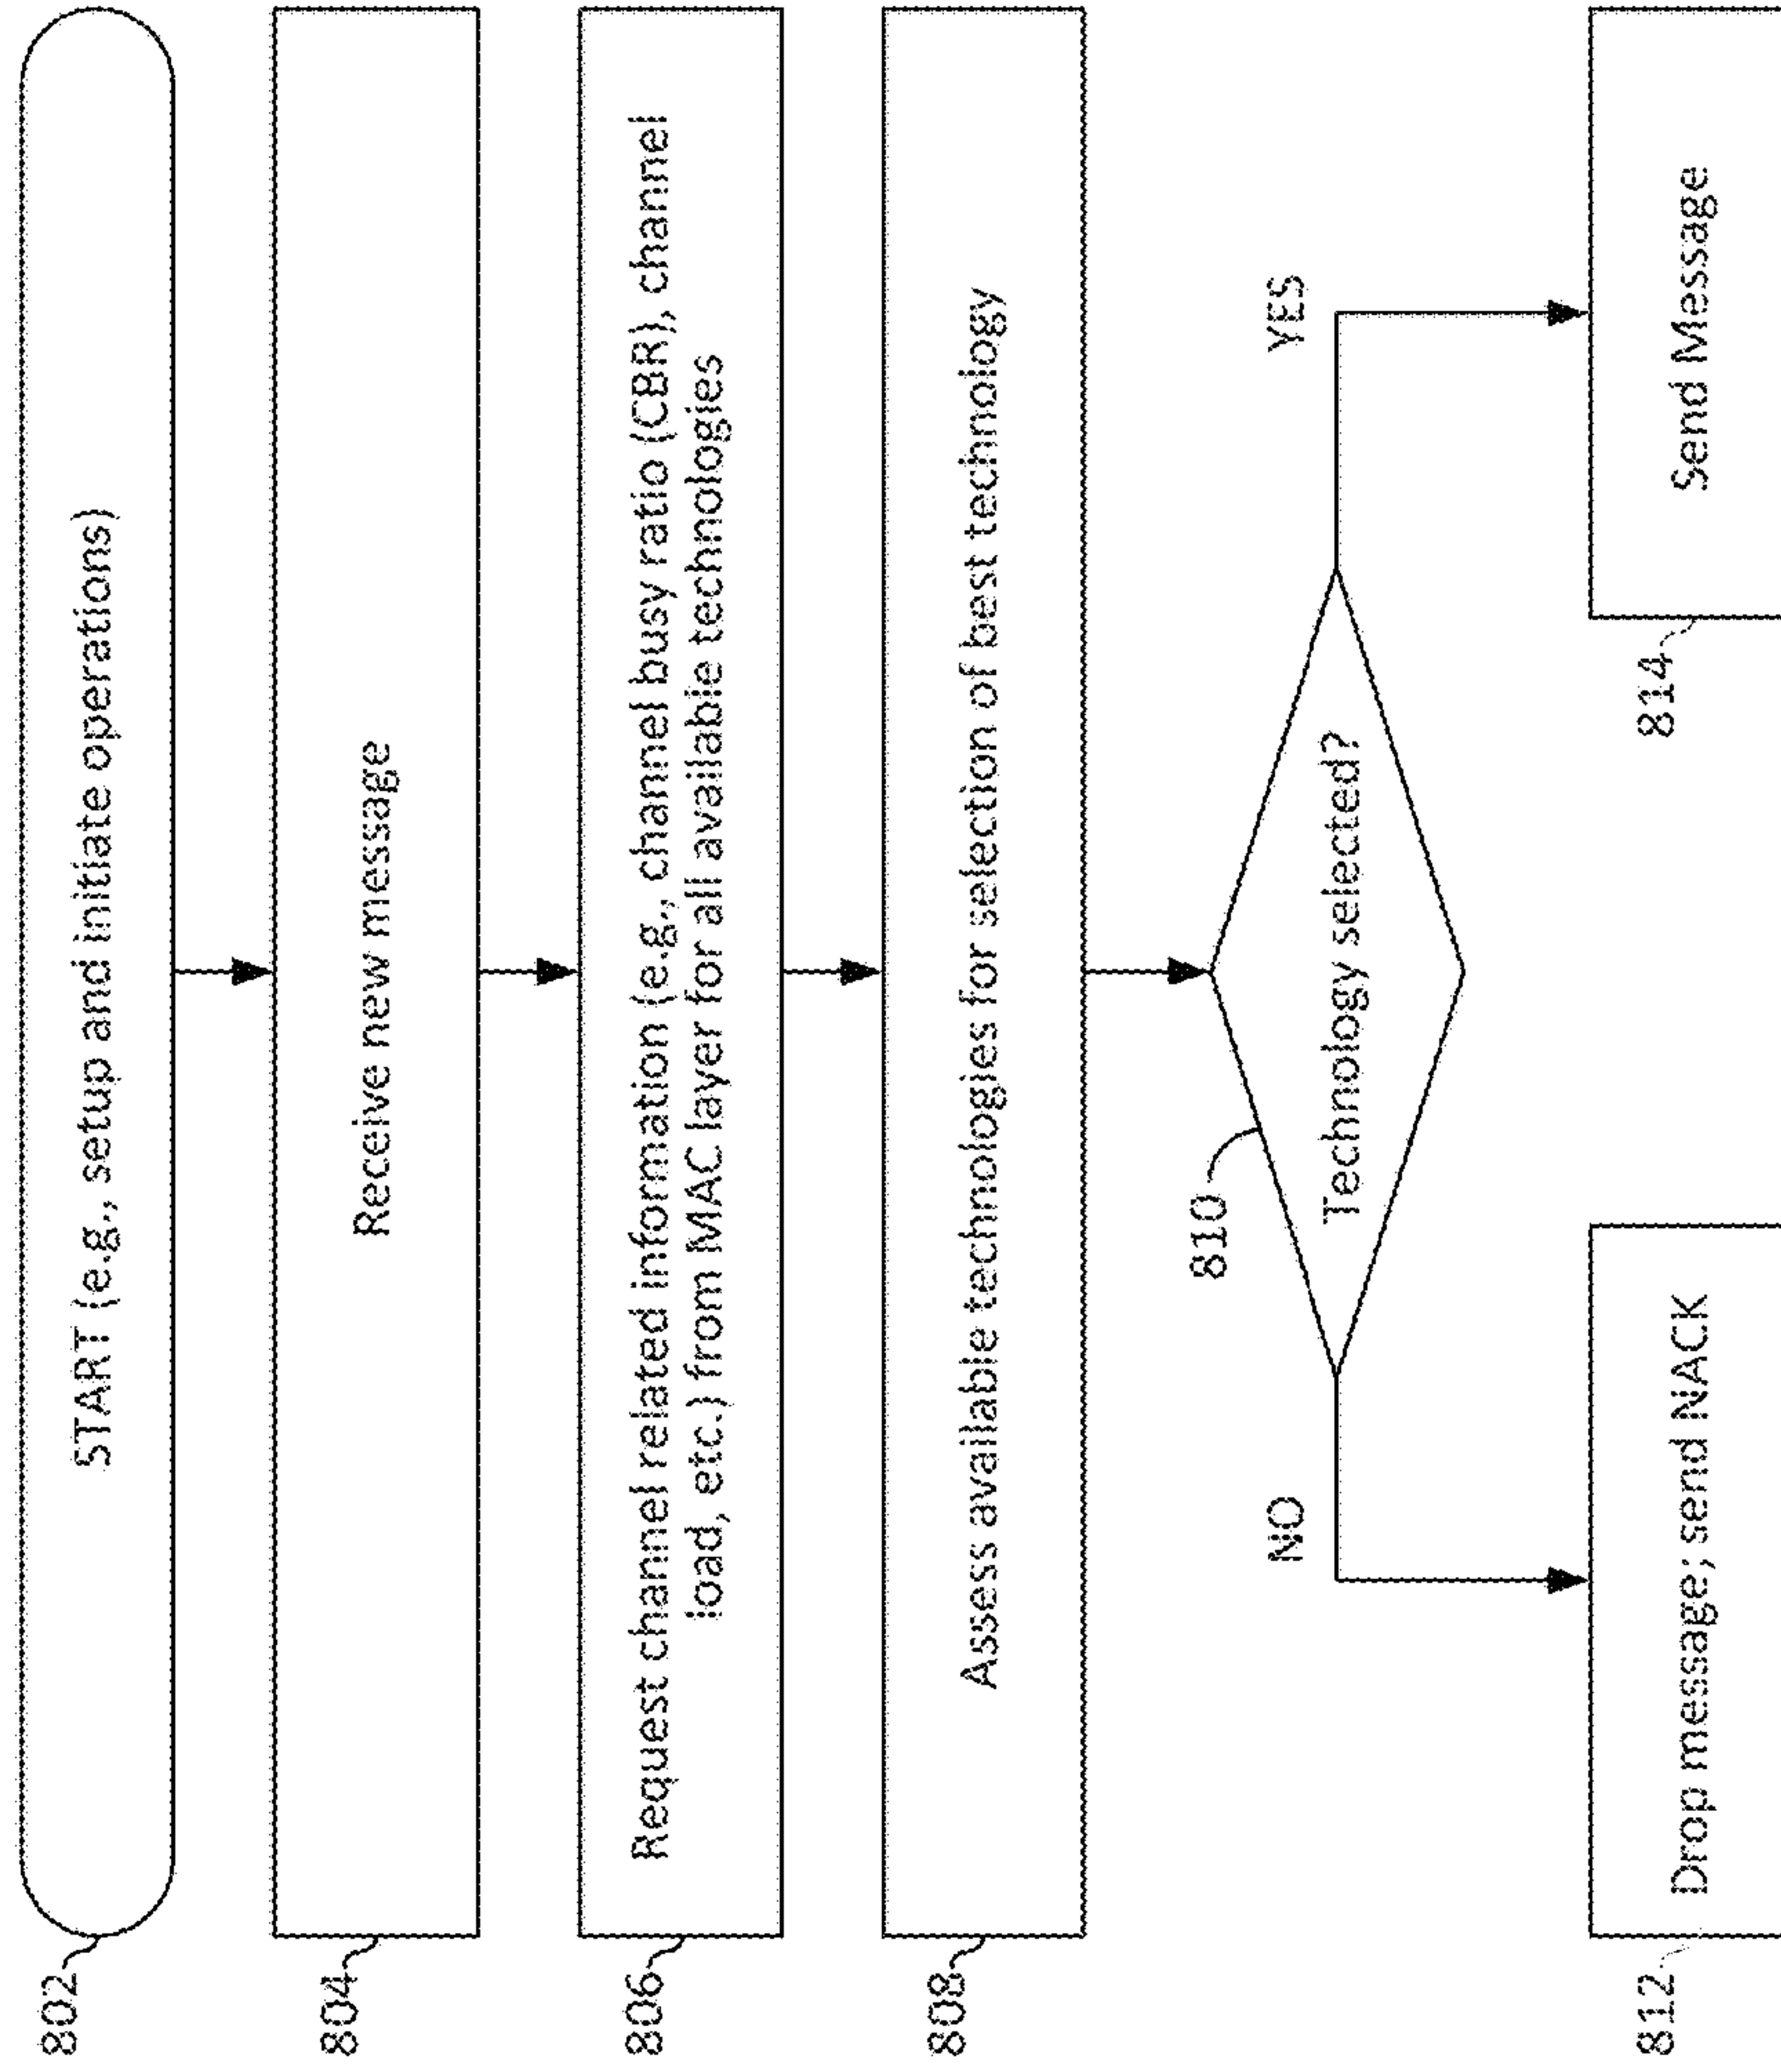 802
START (e.g., setup and initiate operations)
804
Receive new message
806
Request channel related information (e.g., channel busy ratio (CBR), channel
load, etc.) from MAC layer for all available technologies
808
Assess available technologies for selection of best technology
810
Technology selected?
NO
YES
812
Drop message; send NACK
814
Send Message